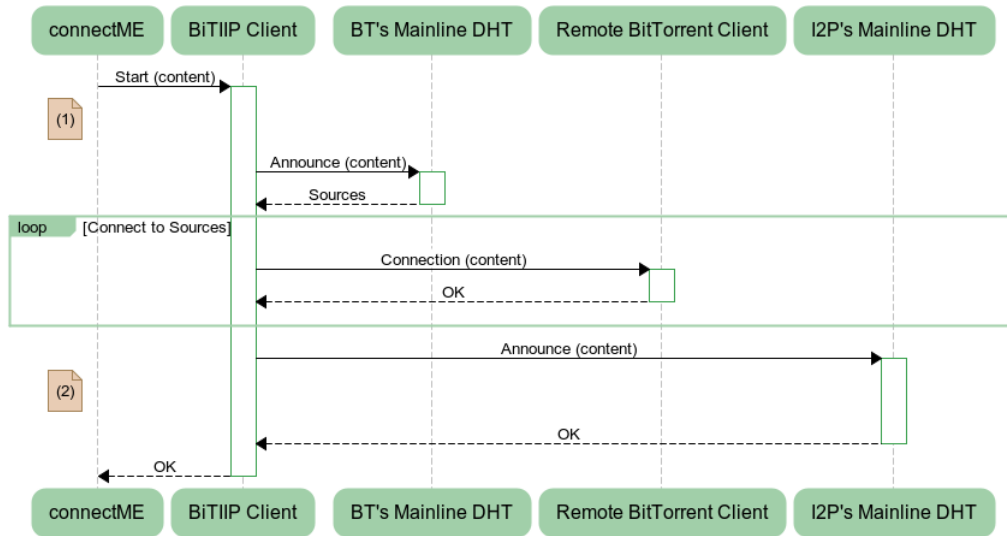 connectME
BiTIIP Client
BT's Mainline DHT
Remote BitTorrent Client
I2P's Mainline DHT
Start (content)
(1)
Announce (content)
Sources
loop
[Connect to Sources]
Connection (content)
OK
Announce (content)
(2)
OK
OK
connectME
BiTIIP Client
BT's Mainline DHT
Remote BitTorrent Client
I2P's Mainline DHT